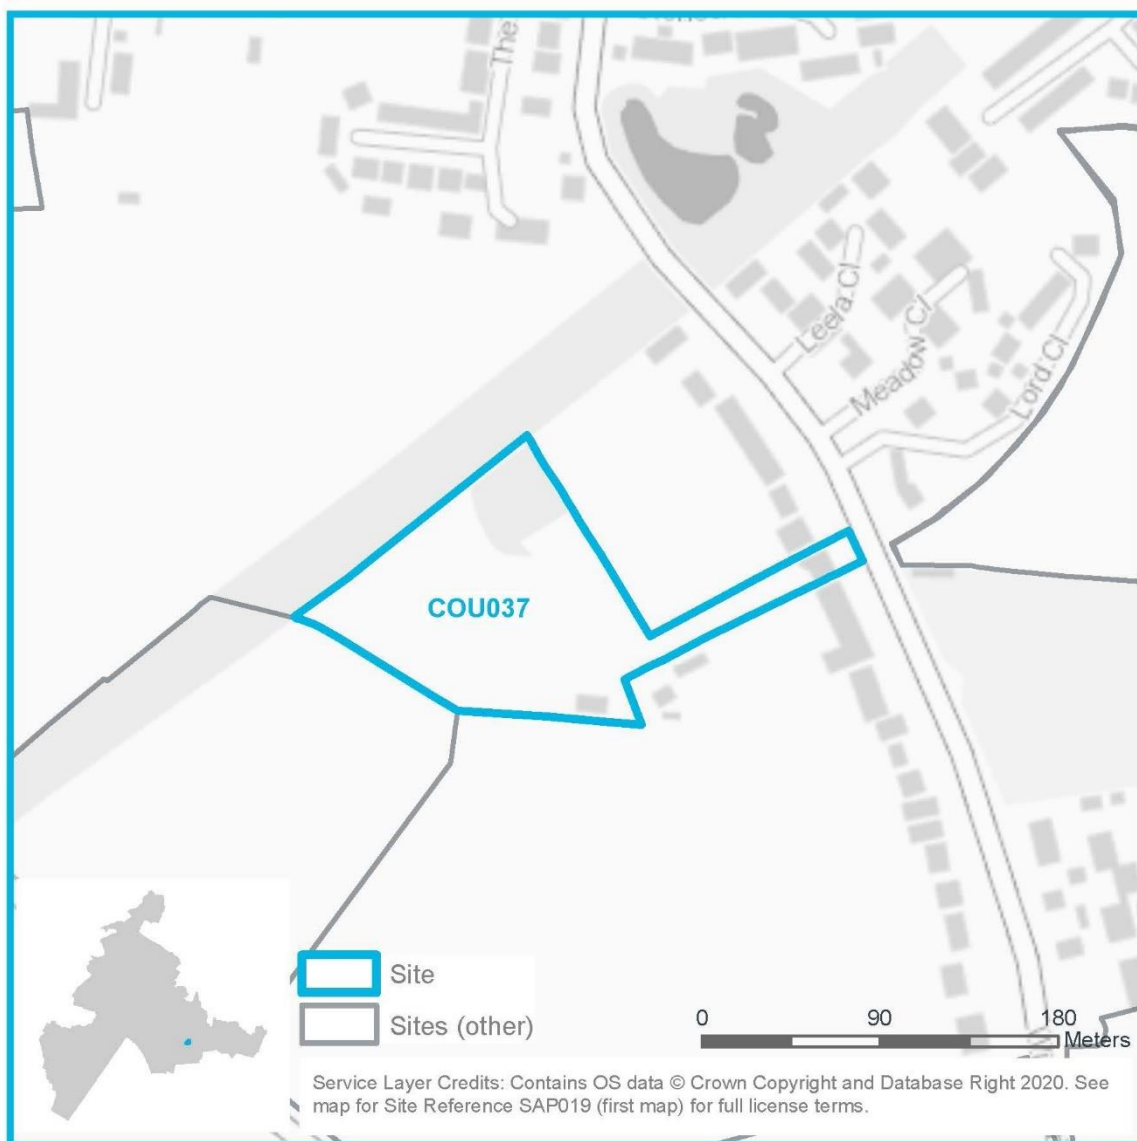 The
Leefa Cl
Meadow Cl
Lord Cl
COU037
Site
Sites (other)
0 90 180
Meters
Service Layer Credits: Contains OS data © Crown Copyright and Database Right 2020. See
map for Site Reference SAP019 (first map) for full license terms.